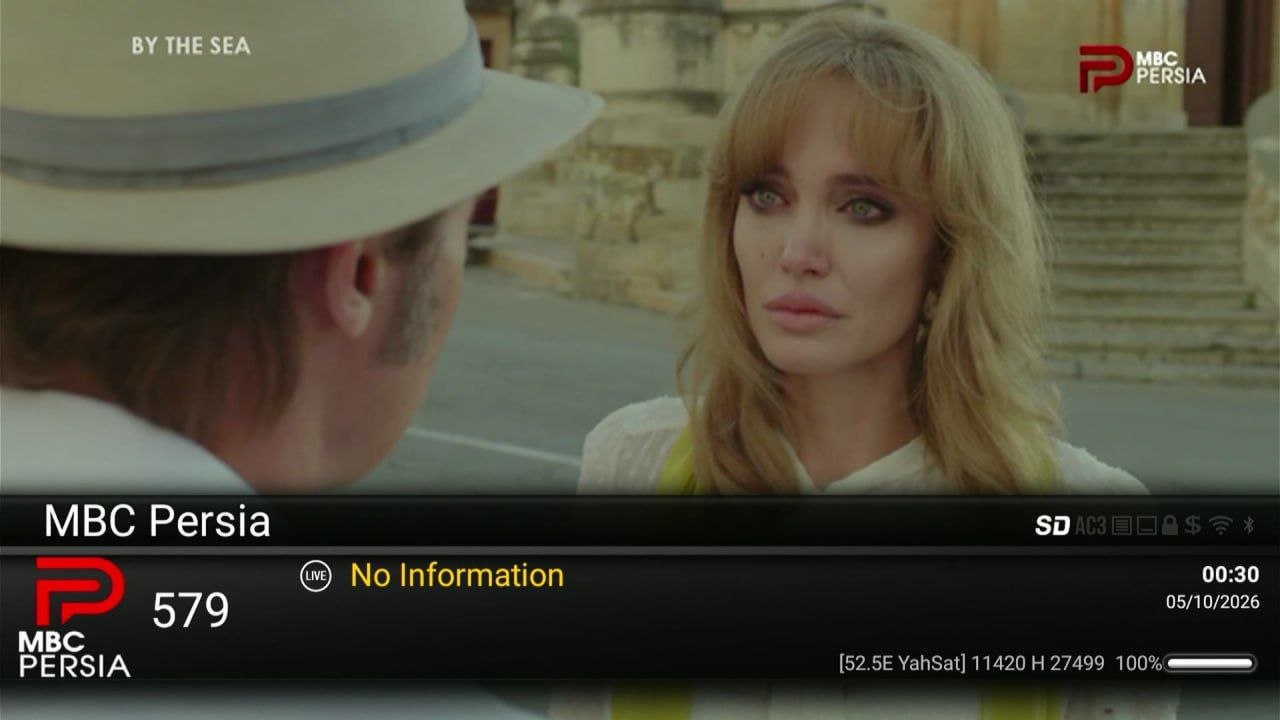 BY THE SEA
MBC
PERSIA
MBC Persia
SD AC3 $
LIVE No Information
00:30
579
05/10/2026
MBC
PERSIA
[52.5E YahSat] 11420 H 27499 100%